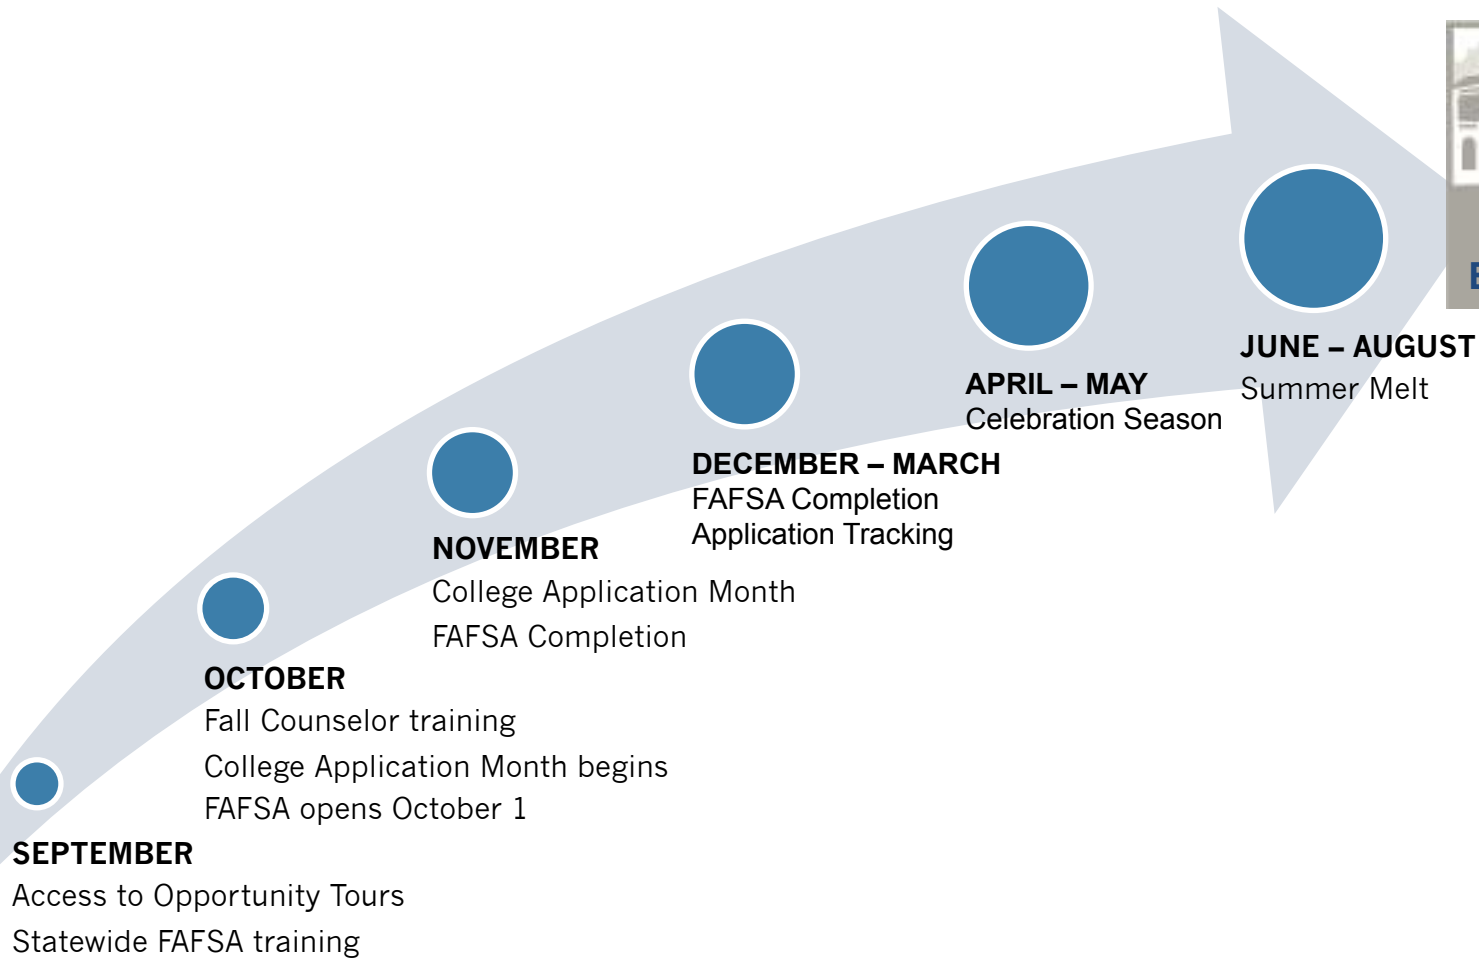 SEPTEMBER
Access to Opportunity Tours
Statewide FAFSA training
OCTOBER
Fall Counselor training
College Application Month begins
FAFSA opens October 1
NOVEMBER
College Application Month
FAFSA Completion
DECEMBER – MARCH
FAFSA Completion
Application Tracking
APRIL – MAY
Celebration Season
JUNE – AUGUST
Summer Melt